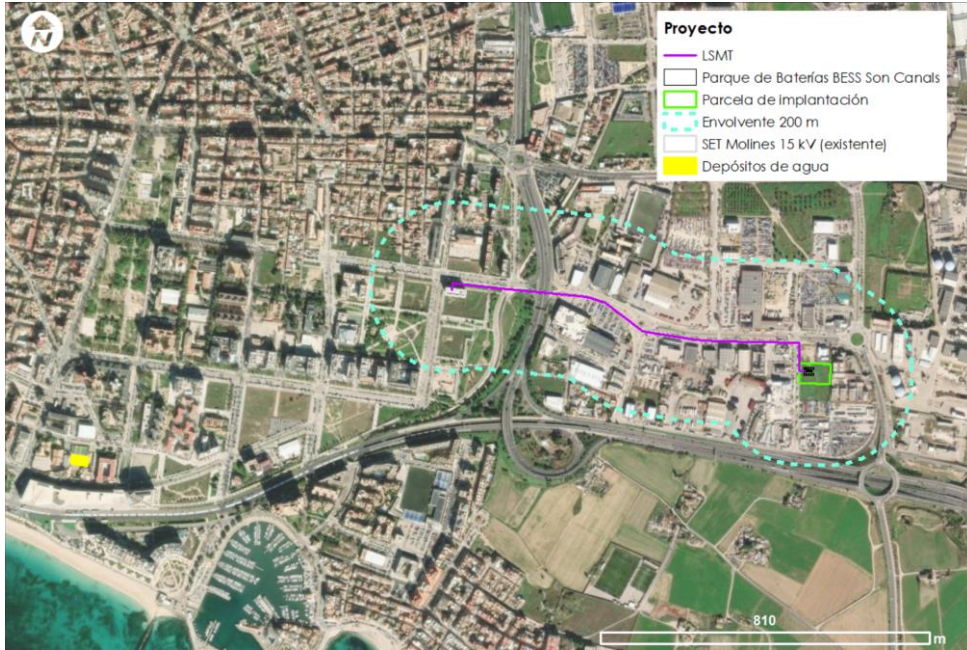 N
Proyecto
LSMT
Parque de Baterías BESS Son Canals
Parcela de implantación
Envolvente 200 m
SET Molines 15 kV (existente)
Depósitos de agua
810
m